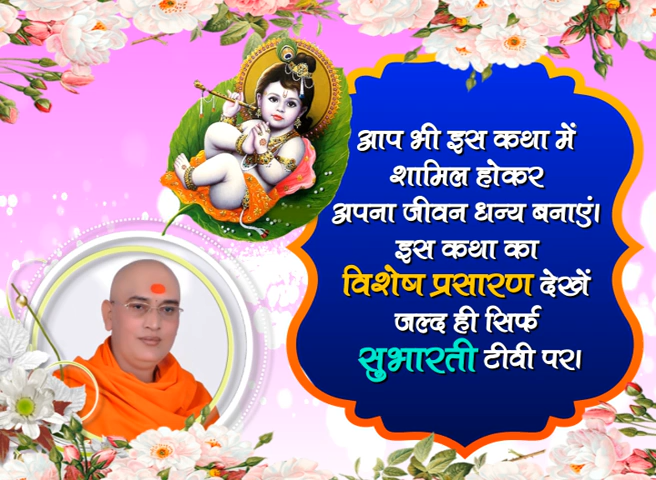 आप भी इस कथा में
शामिल होकर
अपना जीवन धन्य बनाएं।
इस कथा का
विशेष प्रसारण देखें
जल्द ही सिर्फ
सुभारती टीवी पर।